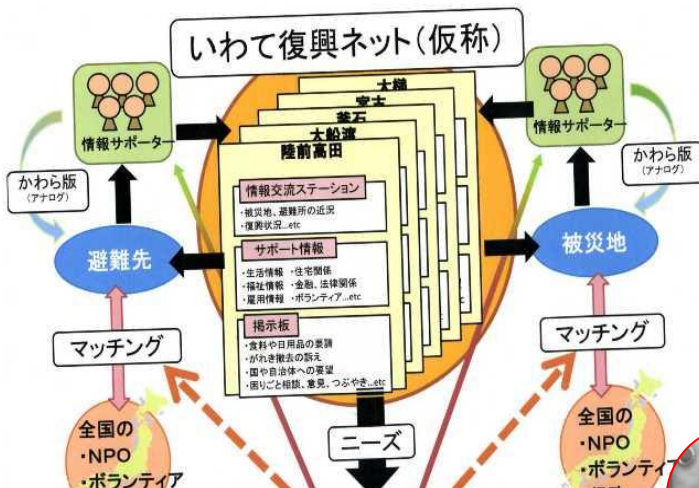 いわて復興ネット(仮称)
大槌
宮古
釜石
大船渡
陸前高田
情報交流ステーション
・被災地、避難所の近況
・復興状況...etc
サポート情報
・生活情報 ・住宅関係
・福祉情報 ・金融、法律関係
・雇用情報 ・ボランティア...etc
掲示板
・食料や日用品の要請
・がれき撤去の訴え
・国や自治体への要望
・困りごと相談、意見、つぶやき...etc
ニーズ
情報サポーター
かわら版
(アナログ)
避難先
マッチング
全国の
・NPO
・ボランティア
情報サポーター
かわら版
(アナログ)
被災地
マッチング
全国の
・NPO
・ボランティア